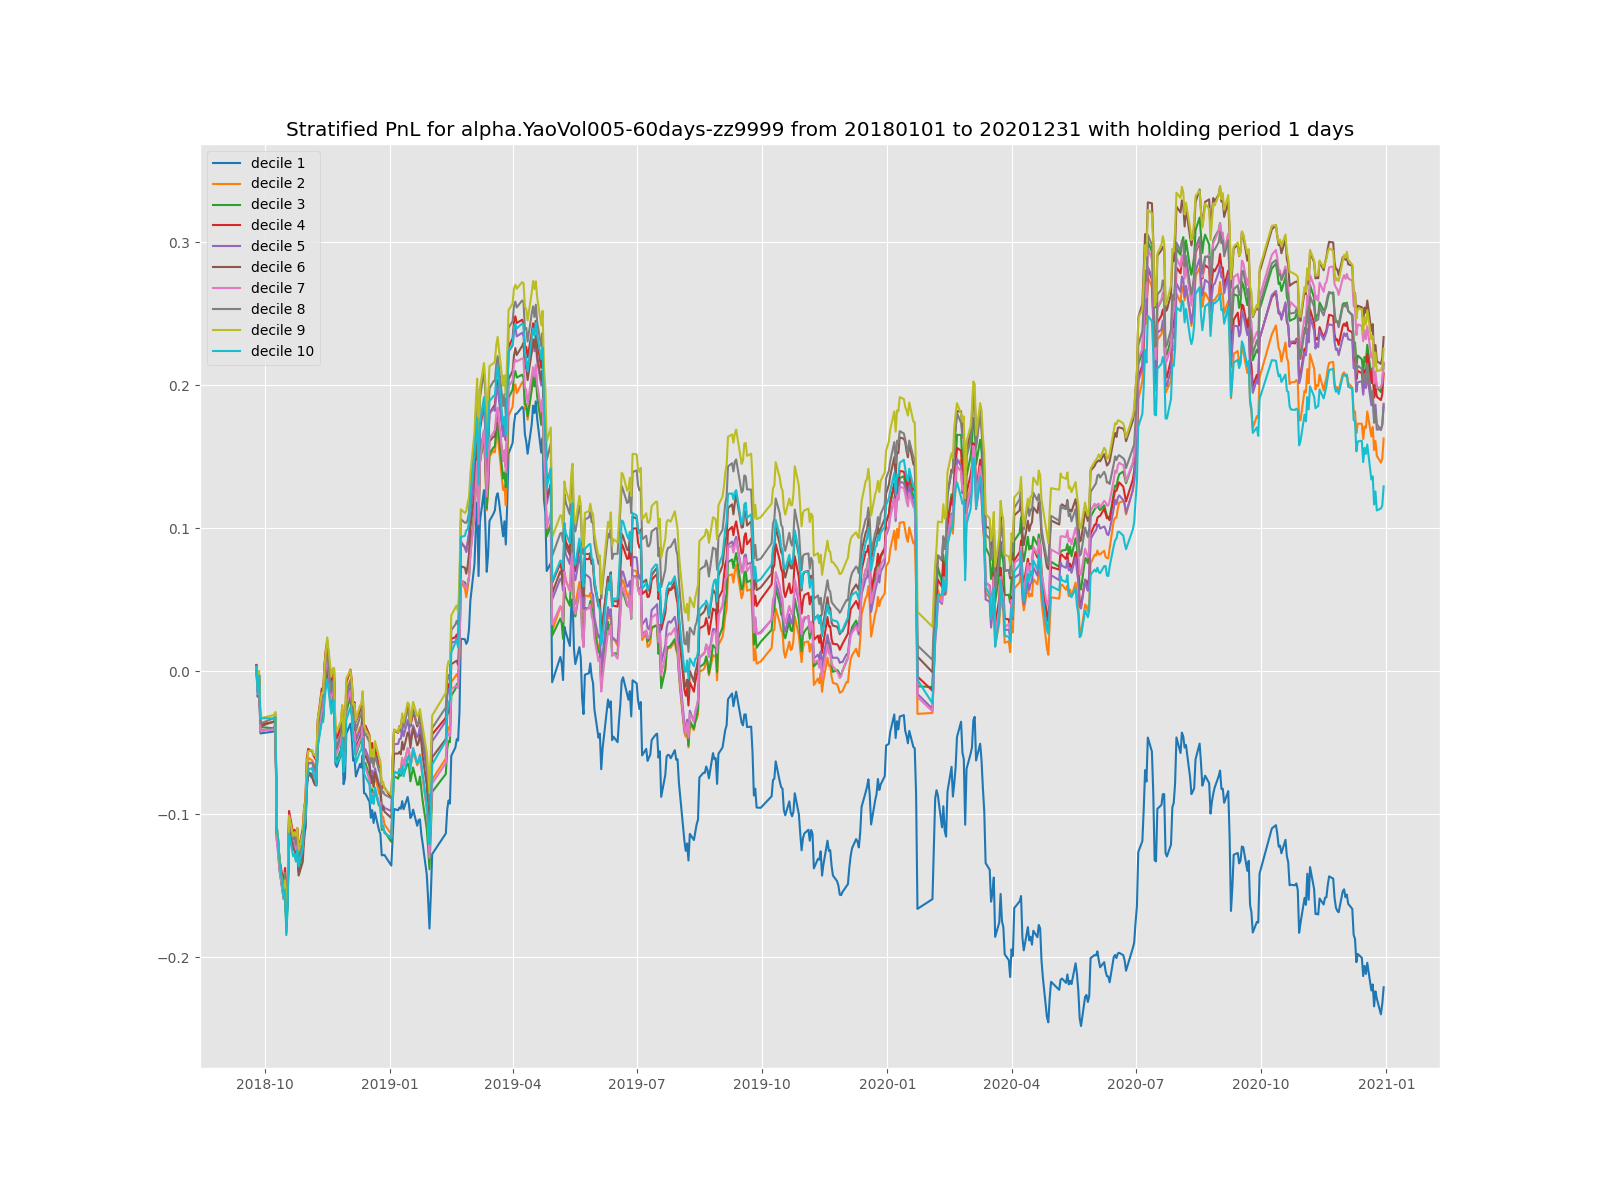 Stratified PnL for alpha.YaoVol005-60days-zz9999 from 20180101 to 20201231 with holding period 1 days
decile 1
decile 2
decile 3
decile 4
decile 5
decile 6
decile 7
decile 8
decile 9
decile 10
0.3
0.2
0.1
0.0
−0.1
−0.2
2018-10 2019-01 2019-04 2019-07 2019-10 2020-01 2020-04 2020-07 2020-10 2021-01